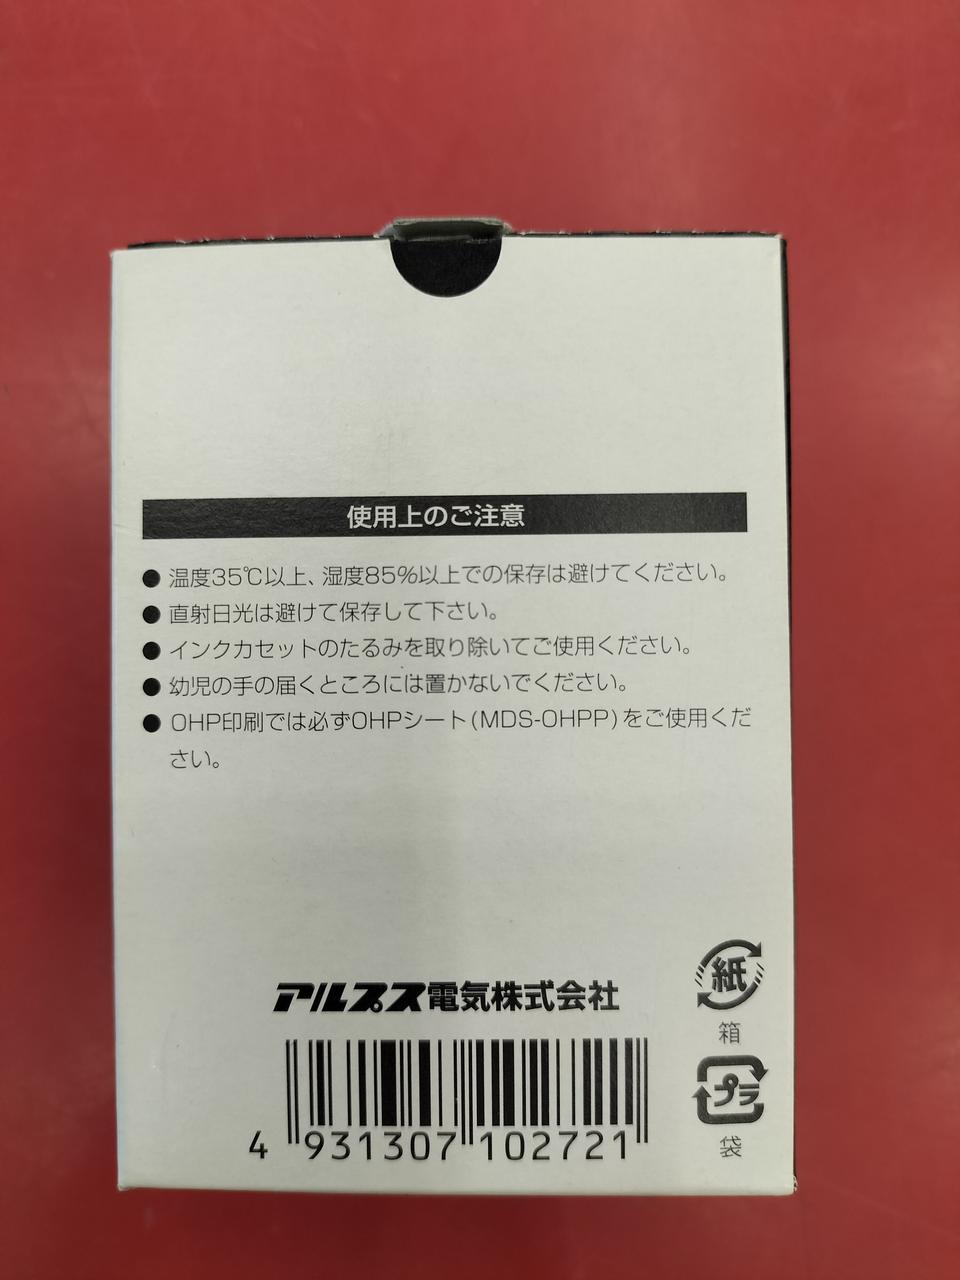 使用上のご注意
● 温度35℃以上、湿度85%以上での保存は避けてください。
● 直射日光は避けて保存して下さい。
● インクカセットのたるみを取り除いてご使用ください。
● 幼児の手の届くところには置かないでください。
● OHP印刷では必ずOHPシート(MDS-OHPP)をご使用くだ
さい。
紙
箱
アルプス電気株式会社
プラ
袋
4 931307 102721